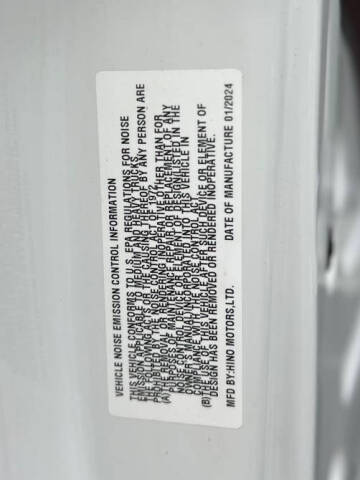 VEHICLE NOISE EMISSION CONTROL INFORMATION
THIS VEHICLE CONFORMS TO U.S. EPA REGULATIONS FOR NOISE
EMISSION APPLICABLE TO MEDIUM AND HEAVY TRUCKS.
THE FOLLOWING ACTS OR THE CAUSING THEREOF BY ANY PERSON ARE
PROHIBITED BY THE NOISE CONTROL ACT OF 1972
(A) THE REMOVAL OR RENDERING INOPERATIVE OTHER THAN FOR
PURPOSES OF MAINTENANCE, REPAIR, OR REPLACEMENT OF ANY
NOISE CONTROL DEVICE OR ELEMENT OF DESIGN(LISTED IN THE
OWNER'S MANUAL)INCORPORATED INTO THIS VEHICLE IN
COMPLIANCE WITH THE NOISE CONTROL ACT.
(B) THE USE OF THIS VEHICLE AFTER SUCH DEVICE OR ELEMENT OF
DESIGN HAS BEEN REMOVED OR RENDERED INOPERATIVE.
MFD BY:HINO MOTORS,LTD. DATE OF MANUFACTURE 01/2024